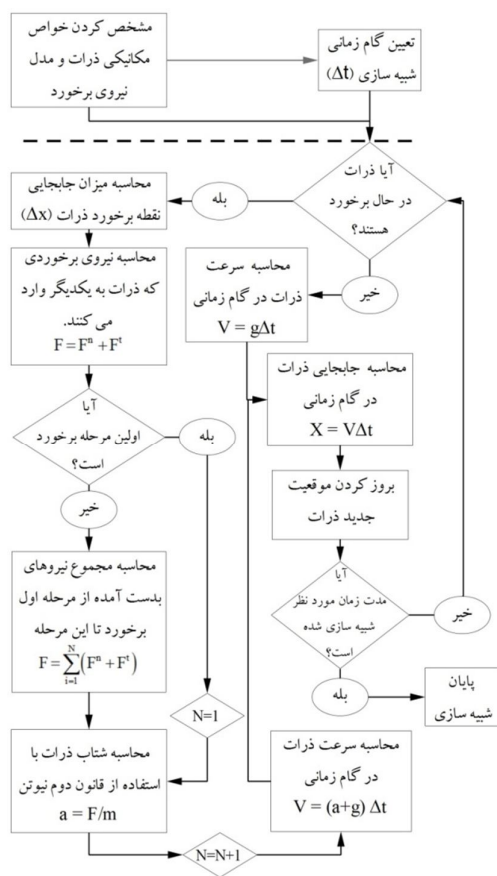 مشخص کردن خواص
مکانیکی ذرات و مدل
نیروی برخورد
تعیین گام زمانی
شبیه سازی (Δt)
آیا ذرات
در حال برخورد
هستند؟
بله
خیر
محاسبه میزان جابجایی
نقطه برخورد ذرات (Δx)
محاسبه نیروی برخوردی
که ذرات به یکدیگر وارد
می کنند.
F = Fⁿ + Fᵗ
آیا
اولین مرحله برخورد
است؟
بله
خیر
محاسبه مجموع نیروهای
بدست آمده از مرحله اول
برخورد تا این مرحله
F = ∑ᵢ₌₁ᴺ (Fⁿ + Fᵗ)
N=1
محاسبه شتاب ذرات با
استفاده از قانون دوم نیوتن
a = F/m
N=N+1
محاسبه سرعت ذرات
در گام زمانی
V = (a+g) Δt
محاسبه سرعت
ذرات در گام زمانی
V = gΔt
محاسبه جابجایی ذرات
در گام زمانی
X = VΔt
بروز کردن موقعیت
جدید ذرات
آیا
مدت زمان مورد نظر
شبیه سازی شده
است؟
خیر
بله
پایان
شبیه سازی